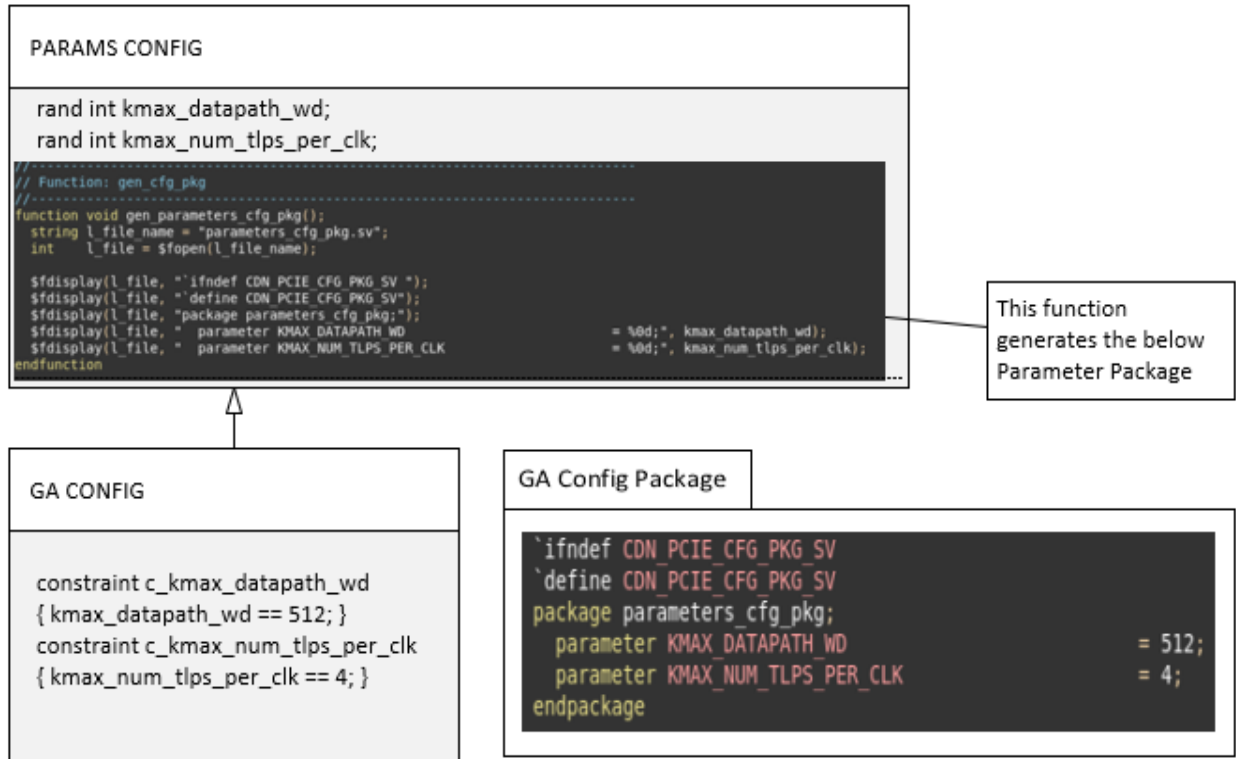 PARAMS CONFIG
rand int kmax_datapath_wd;
rand int kmax_num_tlps_per_clk;
//----------------------------------------------------------------------------
// Function: gen_cfg_pkg
//----------------------------------------------------------------------------
function void gen_parameters_cfg_pkg();
string l_file_name = "parameters_cfg_pkg.sv";
int l_file = $fopen(l_file_name);
$fdisplay(l_file, "`ifndef CDN_PCIE_CFG_PKG_SV ");
$fdisplay(l_file, "`define CDN_PCIE_CFG_PKG_SV");
$fdisplay(l_file, "package parameters_cfg_pkg;");
$fdisplay(l_file, "  parameter KMAX_DATAPATH_WD = %0d;", kmax_datapath_wd);
$fdisplay(l_file, "  parameter KMAX_NUM_TLPS_PER_CLK = %0d;", kmax_num_tlps_per_clk);
endfunction
This function
generates the below
Parameter Package
GA CONFIG
constraint c_kmax_datapath_wd
{ kmax_datapath_wd == 512; }
constraint c_kmax_num_tlps_per_clk
{ kmax_num_tlps_per_clk == 4; }
GA Config Package
`ifndef CDN_PCIE_CFG_PKG_SV
`define CDN_PCIE_CFG_PKG_SV
package parameters_cfg_pkg;
parameter KMAX_DATAPATH_WD = 512;
parameter KMAX_NUM_TLPS_PER_CLK = 4;
endpackage